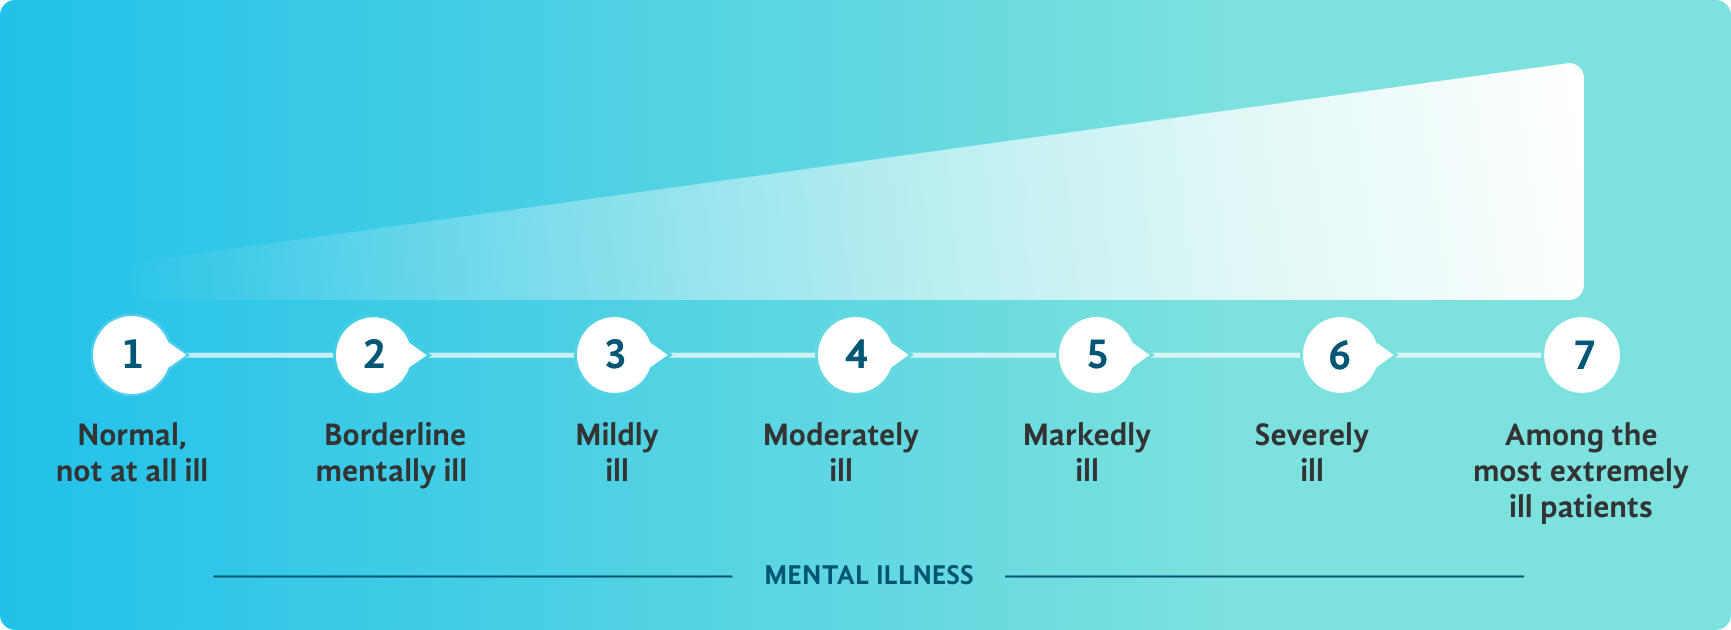 1
2
3
4
5
6
7
Normal,
not at all ill
Borderline
mentally ill
Mildly
ill
Moderately
ill
Markedly
ill
Severely
ill
Among the
most extremely
ill patients
MENTAL ILLNESS